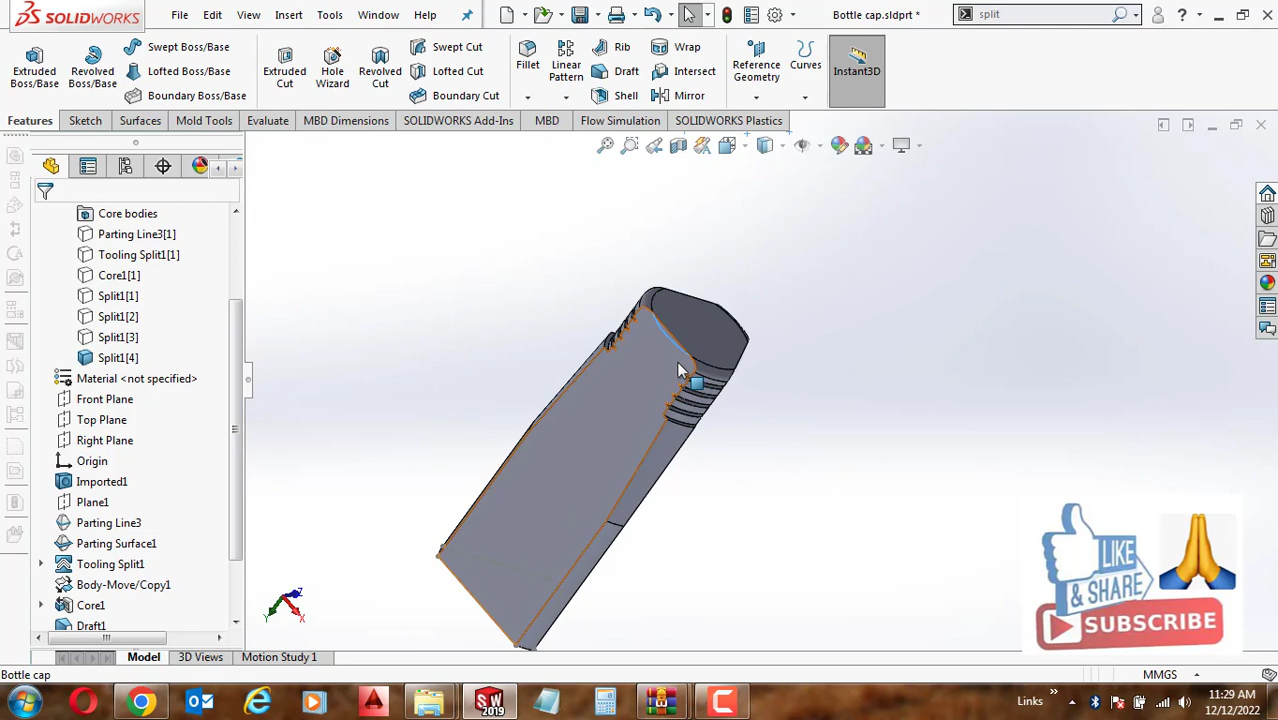 SOLIDWORKS
File
Edit
View
Insert
Tools
Window
Help
Bottle cap.sldprt *
split
Extruded
Boss/Base
Revolved
Boss/Base
Swept Boss/Base
Lofted Boss/Base
Boundary Boss/Base
Extruded
Cut
Hole
Wizard
Revolved
Cut
Swept Cut
Lofted Cut
Boundary Cut
Fillet
Linear
Pattern
Rib
Draft
Shell
Wrap
Intersect
Mirror
Reference
Geometry
Curves
Instant3D
Features
Sketch
Surfaces
Mold Tools
Evaluate
MBD Dimensions
SOLIDWORKS Add-Ins
MBD
Flow Simulation
SOLIDWORKS Plastics
Core bodies
Parting Line3[1]
Tooling Split1[1]
Core1[1]
Split1[1]
Split1[2]
Split1[3]
Split1[4]
Material <not specified>
Front Plane
Top Plane
Right Plane
Origin
Imported1
Plane1
Parting Line3
Parting Surface1
Tooling Split1
Body-Move/Copy1
Core1
Draft1
Y
Z
X
LIKE
& SHARE
SUBSCRIBE
Model
3D Views
Motion Study 1
Bottle cap
MMGS
SW
2019
Links
11:29 AM
12/12/2022